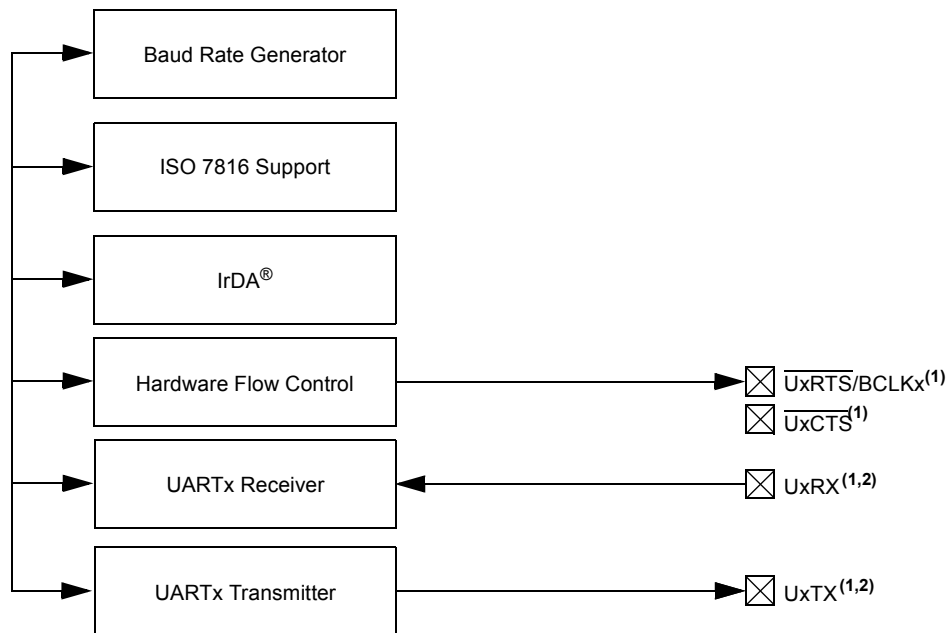 Baud Rate Generator
ISO 7816 Support
IrDA®
Hardware Flow Control
UxRTS/BCLKx(1)
UxCTS(1)
UARTx Receiver
UxRX(1,2)
UARTx Transmitter
UxTX(1,2)